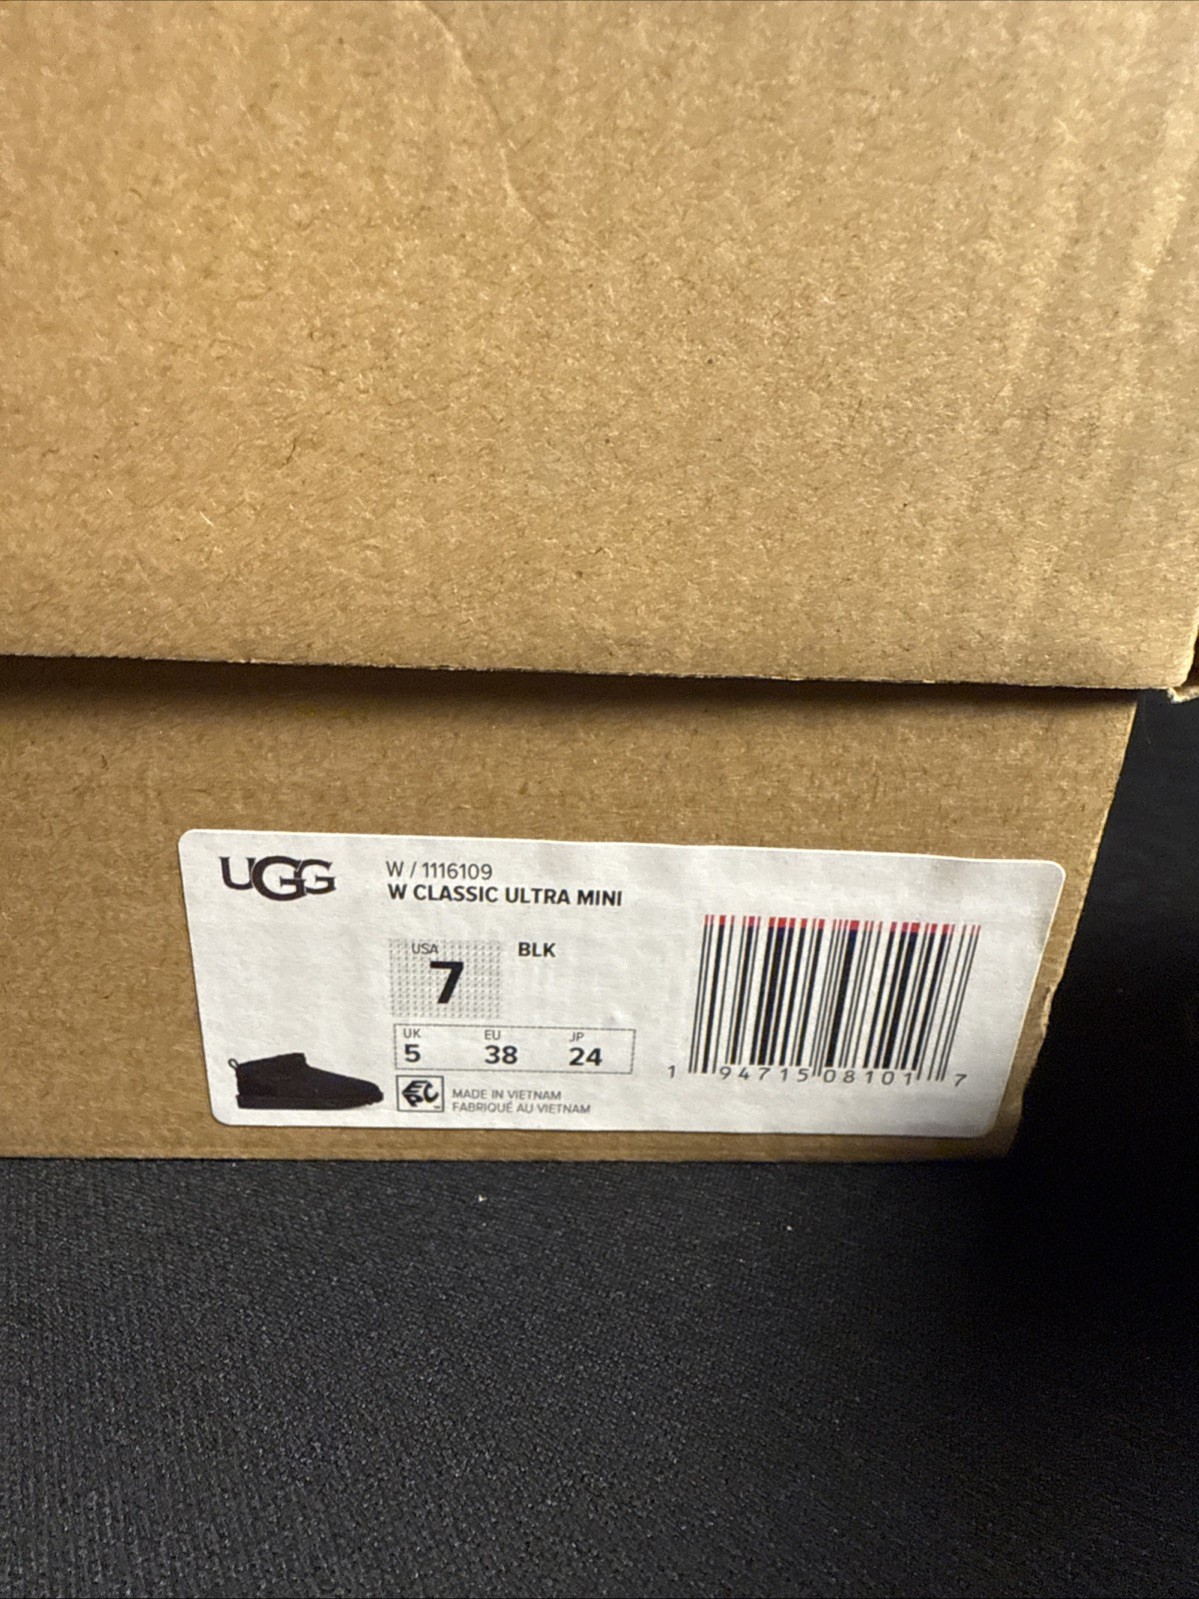 UGG
W / 1116109
W CLASSIC ULTRA MINI
USA
7
BLK
UK
5
EU
38
JP
24
MADE IN VIETNAM
FABRIQUÉ AU VIETNAM
1 94715 08101 7